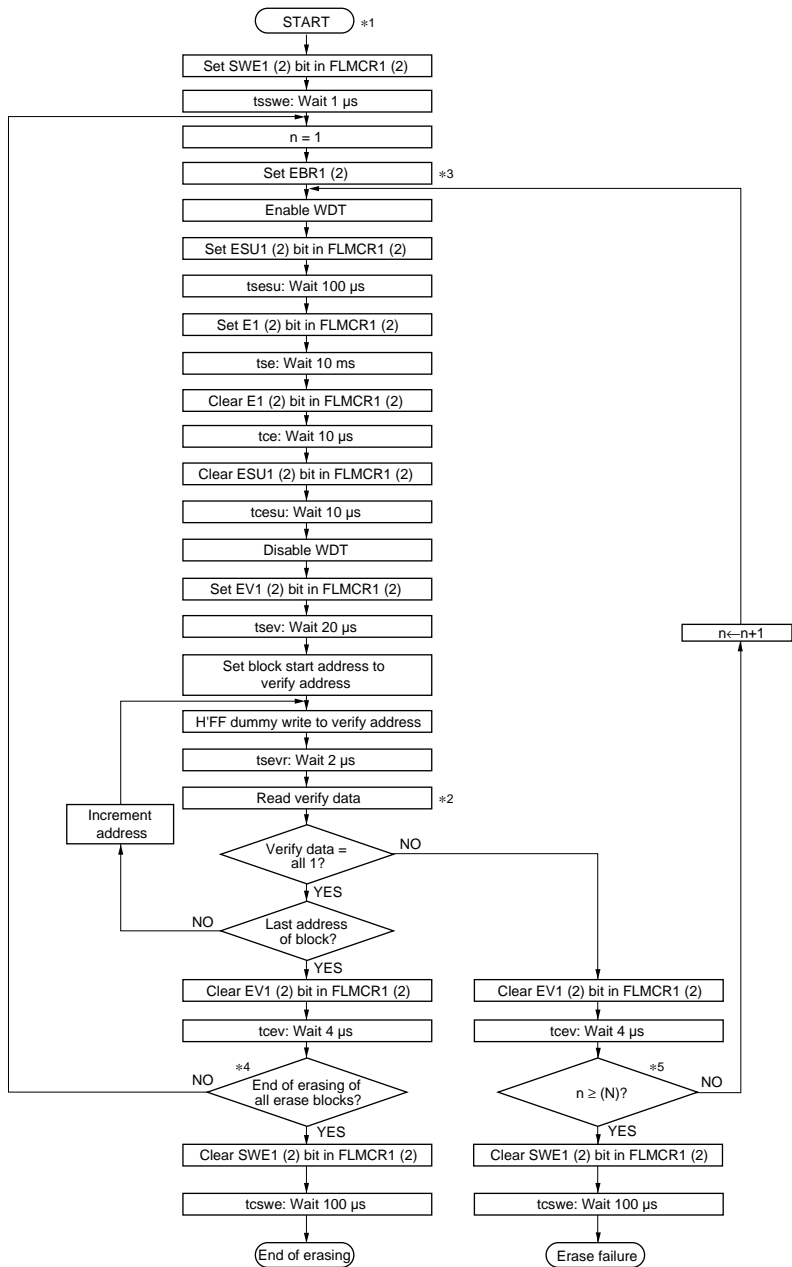 START
*1
Set SWE1 (2) bit in FLMCR1 (2)
tsswe: Wait 1 µs
n = 1
Set EBR1 (2)
*3
Enable WDT
Set ESU1 (2) bit in FLMCR1 (2)
tsesu: Wait 100 µs
Set E1 (2) bit in FLMCR1 (2)
tse: Wait 10 ms
Clear E1 (2) bit in FLMCR1 (2)
tce: Wait 10 µs
Clear ESU1 (2) bit in FLMCR1 (2)
tcesu: Wait 10 µs
Disable WDT
Set EV1 (2) bit in FLMCR1 (2)
tsev: Wait 20 µs
n←n+1
Set block start address to
verify address
H'FF dummy write to verify address
tsevr: Wait 2 µs
Read verify data
*2
Increment
address
Verify data =
all 1?
NO
YES
Last address
of block?
NO
YES
Clear EV1 (2) bit in FLMCR1 (2)
Clear EV1 (2) bit in FLMCR1 (2)
tcev: Wait 4 µs
tcev: Wait 4 µs
*4
NO
End of erasing of
all erase blocks?
YES
*5
n ≥ (N)?
NO
YES
Clear SWE1 (2) bit in FLMCR1 (2)
Clear SWE1 (2) bit in FLMCR1 (2)
tcswe: Wait 100 µs
tcswe: Wait 100 µs
End of erasing
Erase failure